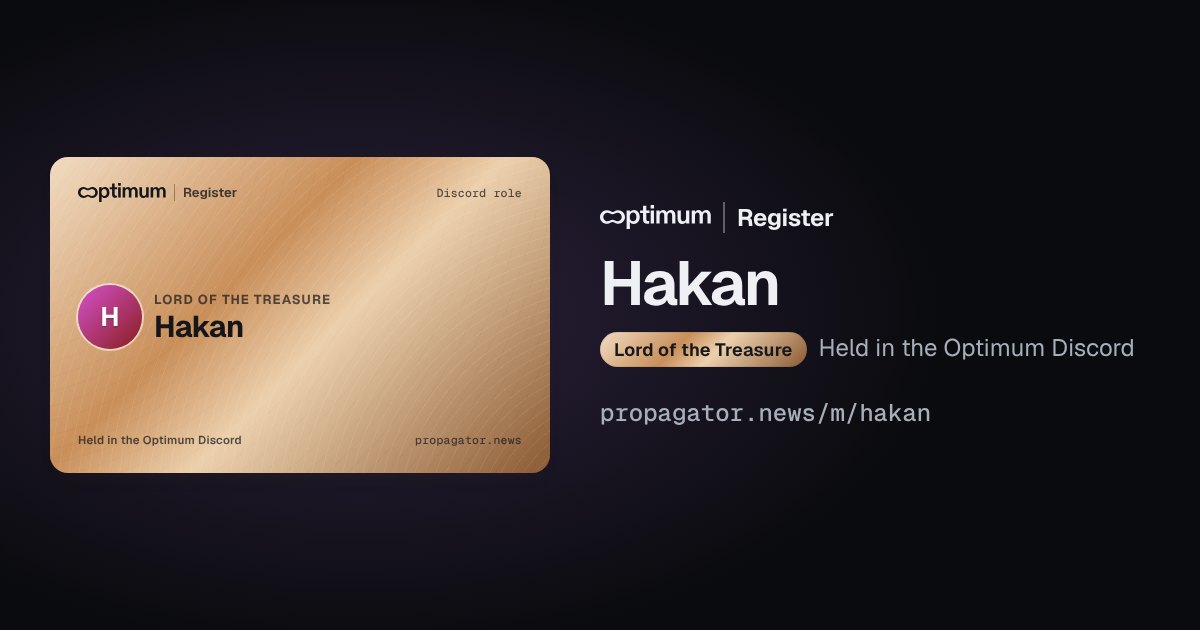 optimum | Register
Discord role
H
LORD OF THE TREASURE
Hakan
Held in the Optimum Discord
propagator.news
optimum | Register
Hakan
Lord of the Treasure
Held in the Optimum Discord
propagator.news/m/hakan